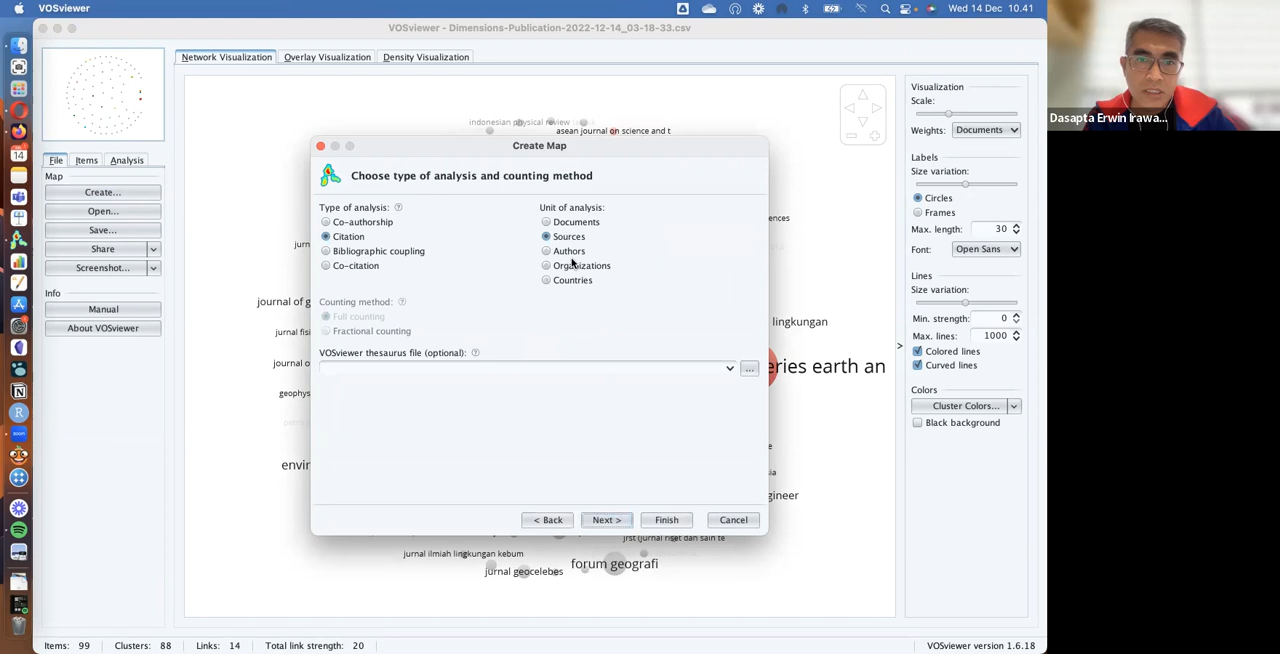 VOSviewer
Wed 14 Dec 10.41
VOSviewer - Dimensions-Publication-2022-12-14_03-18-33.csv
Network Visualization
Overlay Visualization
Density Visualization
File
Items
Analysis
Map
Create...
Open...
Save...
Share
Screenshot...
Info
Manual
About VOSviewer
indonesian physical review
asean journal on science and t
Create Map
Choose type of analysis and counting method
Type of analysis:
Unit of analysis:
Co-authorship
Documents
Citation
Sources
Bibliographic coupling
Authors
Co-citation
Organizations
Countries
Counting method:
Full counting
Fractional counting
VOSviewer thesaurus file (optional):
...
< Back
Next >
Finish
Cancel
journal of g
jurnal fisi
journal o
geophys
envir
lingkungan
eries earth an
gineer
jurnal ilmiah lingkungan kebum
jurnal geocelebes
forum geografi
jrst (jurnal riset dan sain te
Visualization
Scale:
Weights: Documents
Labels
Size variation:
Circles
Frames
Max. length: 30
Font: Open Sans
Lines
Size variation:
Min. strength: 0
Max. lines: 1000
Colored lines
Curved lines
Colors
Cluster Colors...
Black background
Items: 99
Clusters: 88
Links: 14
Total link strength: 20
VOSviewer version 1.6.18
Dasapta Erwin Irawa...